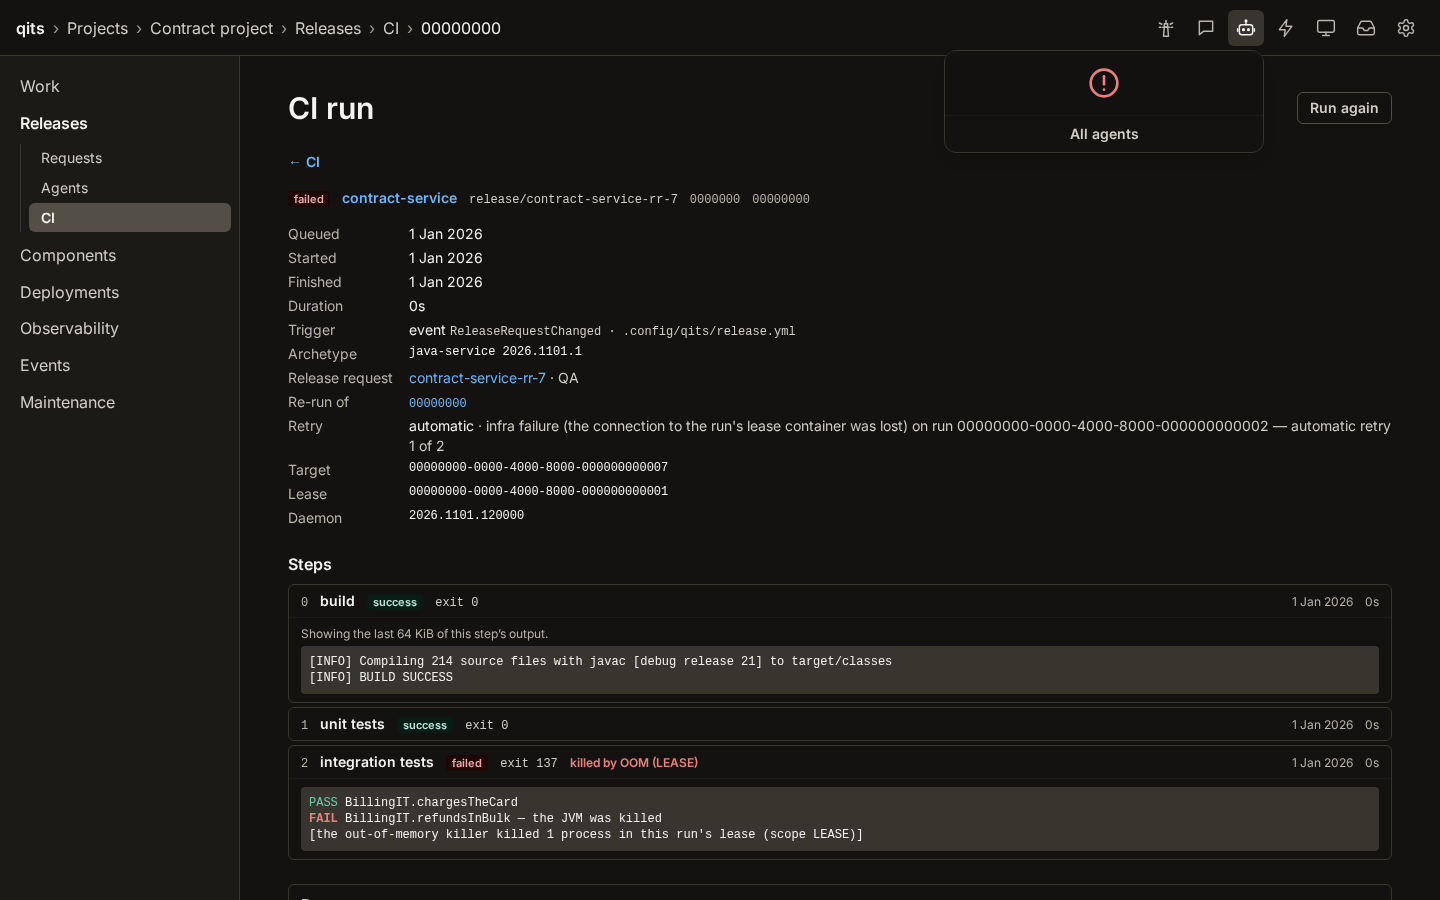 qits › Projects › Contract project › Releases › CI › 00000000
All agents
Work
Releases
Requests
Agents
CI
Components
Deployments
Observability
Events
Maintenance
CI run
Run again
← CI
failed contract-service release/contract-service-rr-7 0000000 00000000
Queued 1 Jan 2026
Started 1 Jan 2026
Finished 1 Jan 2026
Duration 0s
Trigger event ReleaseRequestChanged · .config/qits/release.yml
Archetype java-service 2026.1101.1
Release request contract-service-rr-7 · QA
Re-run of 00000000
Retry automatic · infra failure (the connection to the run's lease container was lost) on run 00000000-0000-4000-8000-000000000002 — automatic retry
1 of 2
Target 00000000-0000-4000-8000-000000000007
Lease 00000000-0000-4000-8000-000000000001
Daemon 2026.1101.120000
Steps
0 build success exit 0 1 Jan 2026 0s
Showing the last 64 KiB of this step’s output.
[INFO] Compiling 214 source files with javac [debug release 21] to target/classes
[INFO] BUILD SUCCESS
1 unit tests success exit 0 1 Jan 2026 0s
2 integration tests failed exit 137 killed by OOM (LEASE) 1 Jan 2026 0s
PASS BillingIT.chargesTheCard
FAIL BillingIT.refundsInBulk — the JVM was killed
[the out-of-memory killer killed 1 process in this run's lease (scope LEASE)]